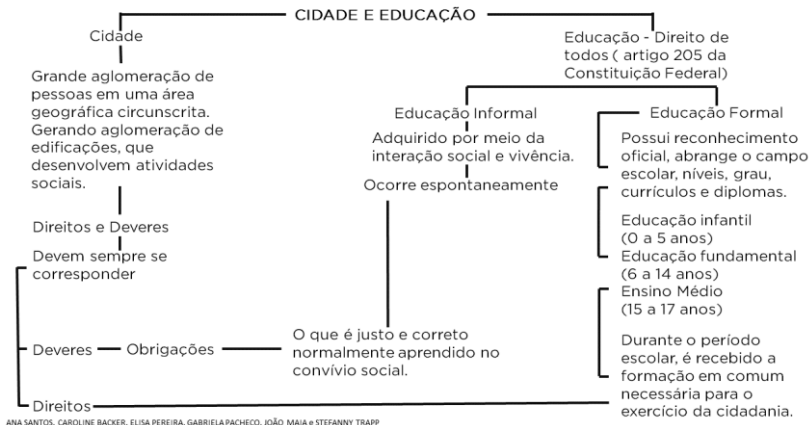 CIDADE E EDUCAÇÃO
Cidade
Grande aglomeração de
pessoas em uma área
geográfica circunscrita.
Gerando aglomeração de
edificações, que
desenvolvem atividades
sociais.
Direitos e Deveres
Devem sempre se
corresponder
Deveres
Obrigações
O que é justo e correto
normalmente aprendido no
convívio social.
Direitos
Educação - Direito de
todos ( artigo 205 da
Constituição Federal)
Educação Informal
Adquirido por meio da
interação social e vivência.
Ocorre espontaneamente
Educação Formal
Possui reconhecimento
oficial, abrange o campo
escolar, níveis, grau,
currículos e diplomas.
Educação infantil
(0 a 5 anos)
Educação fundamental
(6 a 14 anos)
Ensino Médio
(15 a 17 anos)
Durante o período
escolar, é recebido a
formação em comum
necessária para o
exercício da cidadania.
ANA SANTOS, CAROLINE BACKER, ELISA PEREIRA, GABRIELA PACHECO, JOÃO MAIA e STEFANNY TRAPP